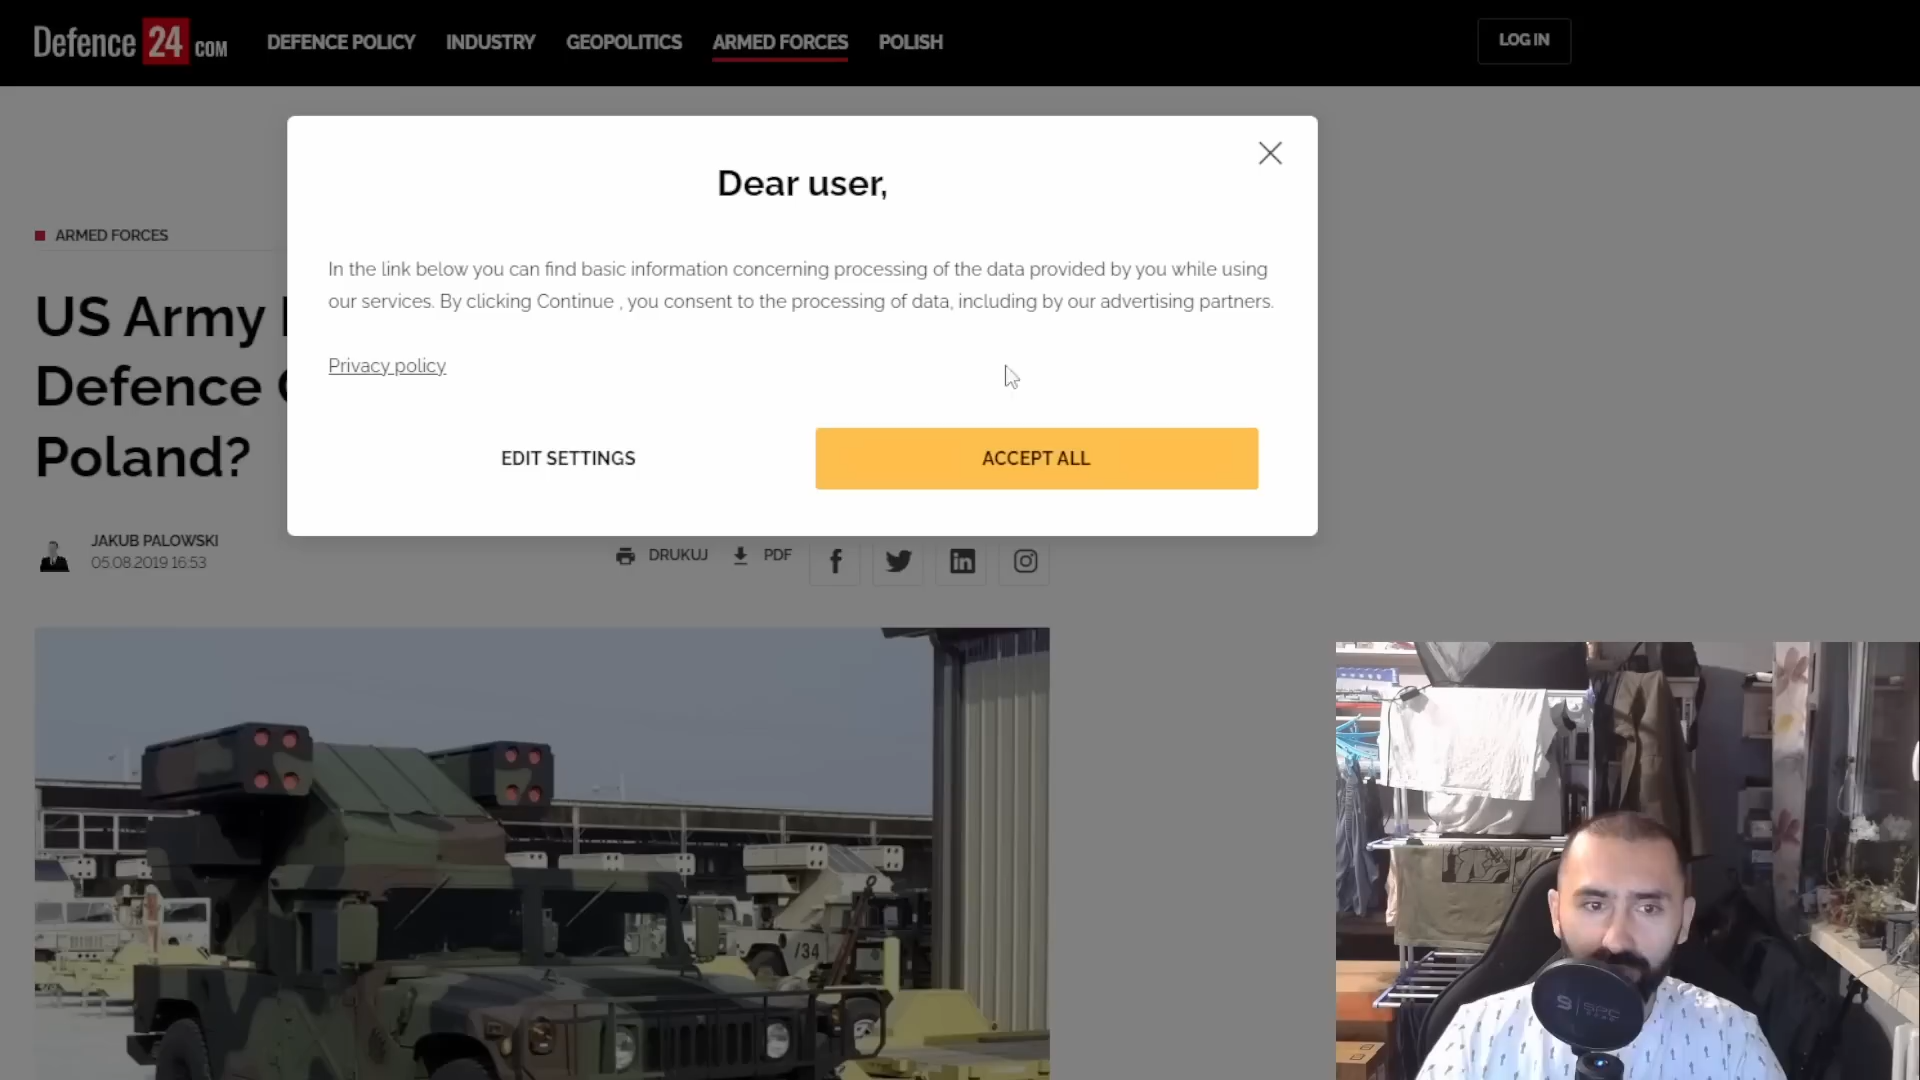 Defence 24 COM
DEFENCE POLICY INDUSTRY GEOPOLITICS ARMED FORCES POLISH
LOG IN
Dear user,
In the link below you can find basic information concerning processing of the data provided by you while using
our services. By clicking Continue , you consent to the processing of data, including by our advertising partners.
Privacy policy
EDIT SETTINGS
ACCEPT ALL
ARMED FORCES
US Army
Defence
Poland?
JAKUB PALOWSKI
05.08.2019 16:53
DRUKUJ
PDF
/34